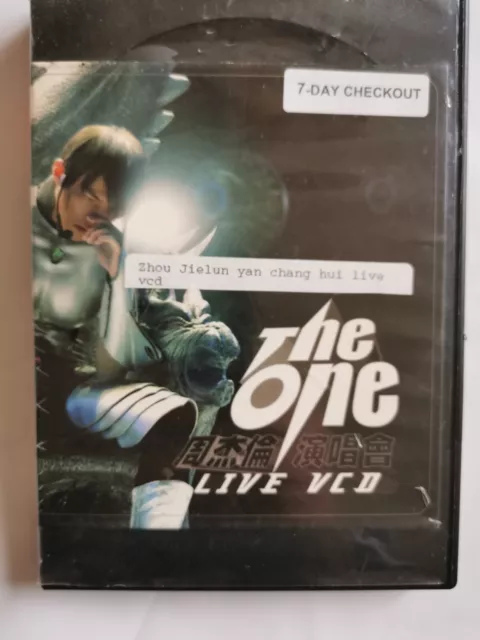 7-DAY CHECKOUT
Zhou Jielun yan chang hui live
vcd
The
One
周杰倫 演唱會
LIVE VCD